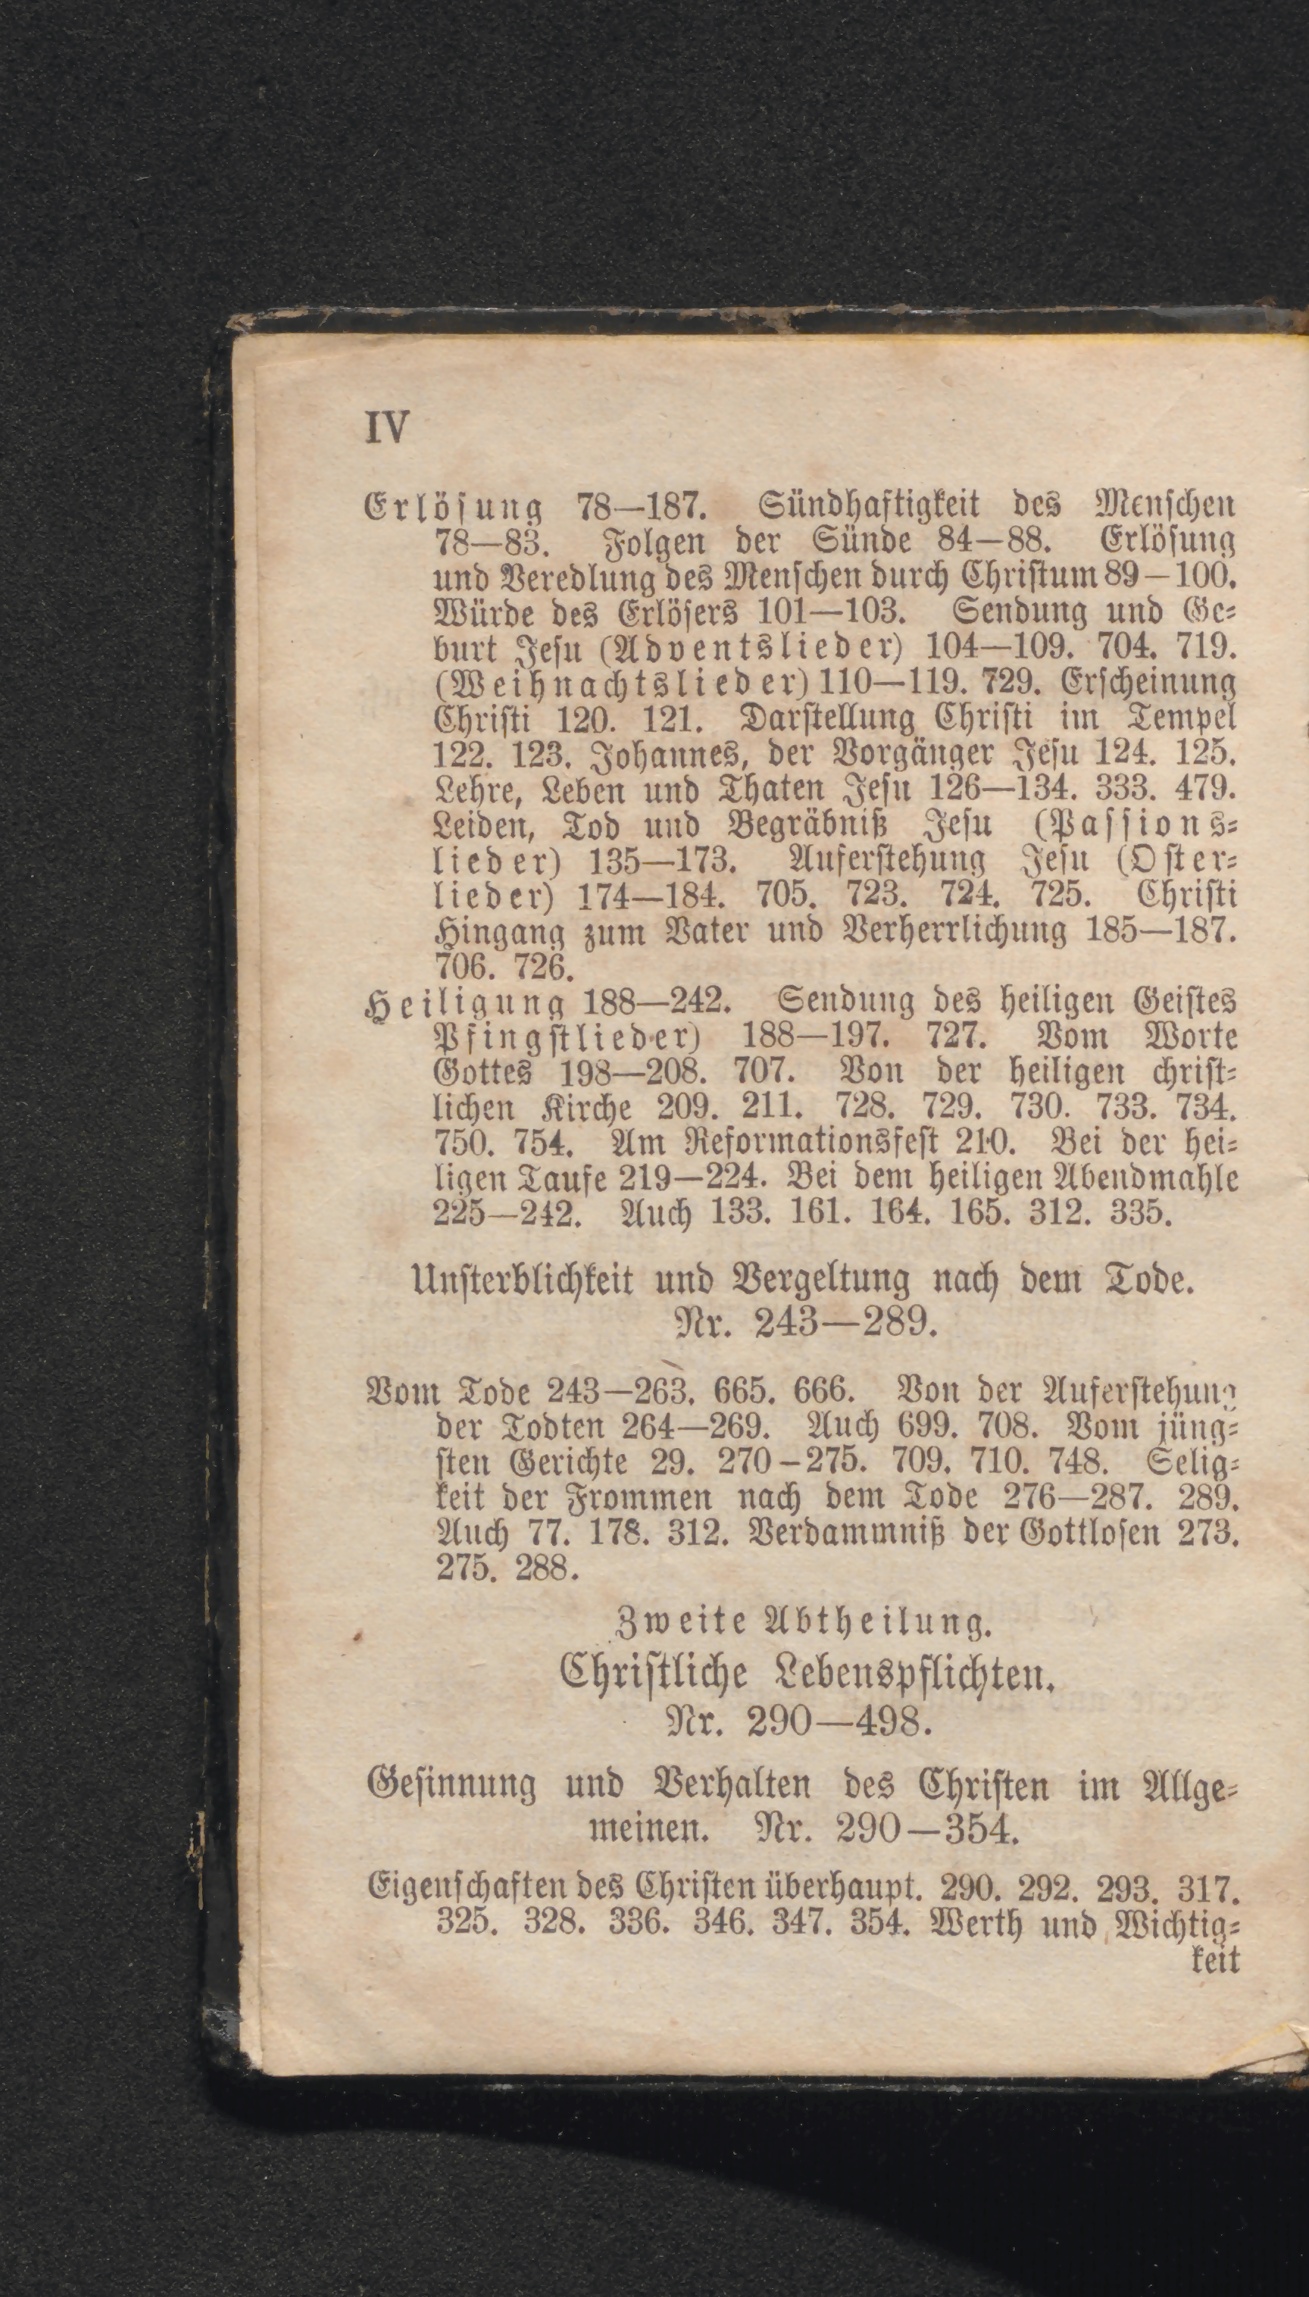 IV
Erlösung 78—187. Sündhaftigkeit des Menschen
78—83. Folgen der Sünde 84—88. Erlösung
und Veredlung des Menschen durch Christum 89—100.
Würde des Erlösers 101—103. Sendung und Ge-
burt Jesu (Adventslieder) 104—109. 704. 719.
(Weihnachtslieder) 110—119. 729. Erscheinung
Christi 120. 121. Darstellung Christi im Tempel
122. 123. Johannes, der Vorgänger Jesu 124. 125.
Lehre, Leben und Thaten Jesu 126—134. 333. 479.
Leiden, Tod und Begräbniß Jesu (Passions-
lieder) 135—173. Auferstehung Jesu (Oster-
lieder) 174—184. 705. 723. 724. 725. Christi
Hingang zum Vater und Verherrlichung 185—187.
706. 726.
Heiligung 188—242. Sendung des heiligen Geistes
Pfingstlieder) 188—197. 727. Vom Worte
Gottes 198—208. 707. Von der heiligen christ-
lichen Kirche 209. 211. 728. 729. 730. 733. 734.
750. 754. Am Reformationsfest 210. Bei der hei-
ligen Taufe 219—224. Bei dem heiligen Abendmahle
225—242. Auch 133. 161. 164. 165. 312. 335.
Unsterblichkeit und Vergeltung nach dem Tode.
Nr. 243—289.
Vom Tode 243—263. 665. 666. Von der Auferstehung
der Todten 264—269. Auch 699. 708. Vom jüng-
sten Gerichte 29. 270—275. 709. 710. 748. Selig-
keit der Frommen nach dem Tode 276—287. 289.
Auch 77. 178. 312. Verdammniß der Gottlosen 273.
275. 288.
Zweite Abtheilung.
Christliche Lebenspflichten.
Nr. 290—498.
Gesinnung und Verhalten des Christen im Allge-
meinen. Nr. 290—354.
Eigenschaften des Christen überhaupt. 290. 292. 293. 317.
325. 328. 336. 346. 347. 354. Werth und Wichtig-
keit